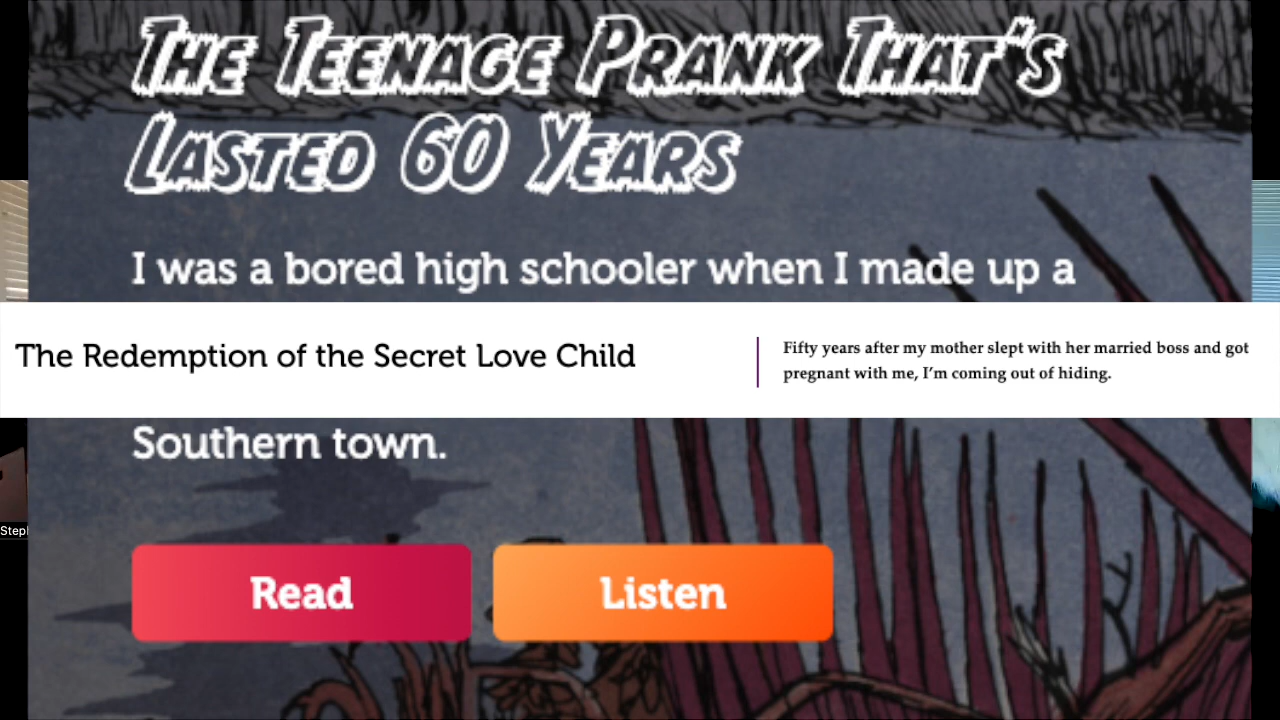 The Teenage Prank That's
Lasted 60 Years
I was a bored high schooler when I made up a
The Redemption of the Secret Love Child
Fifty years after my mother slept with her married boss and got
pregnant with me, I'm coming out of hiding.
Southern town.
Read
Listen
Step